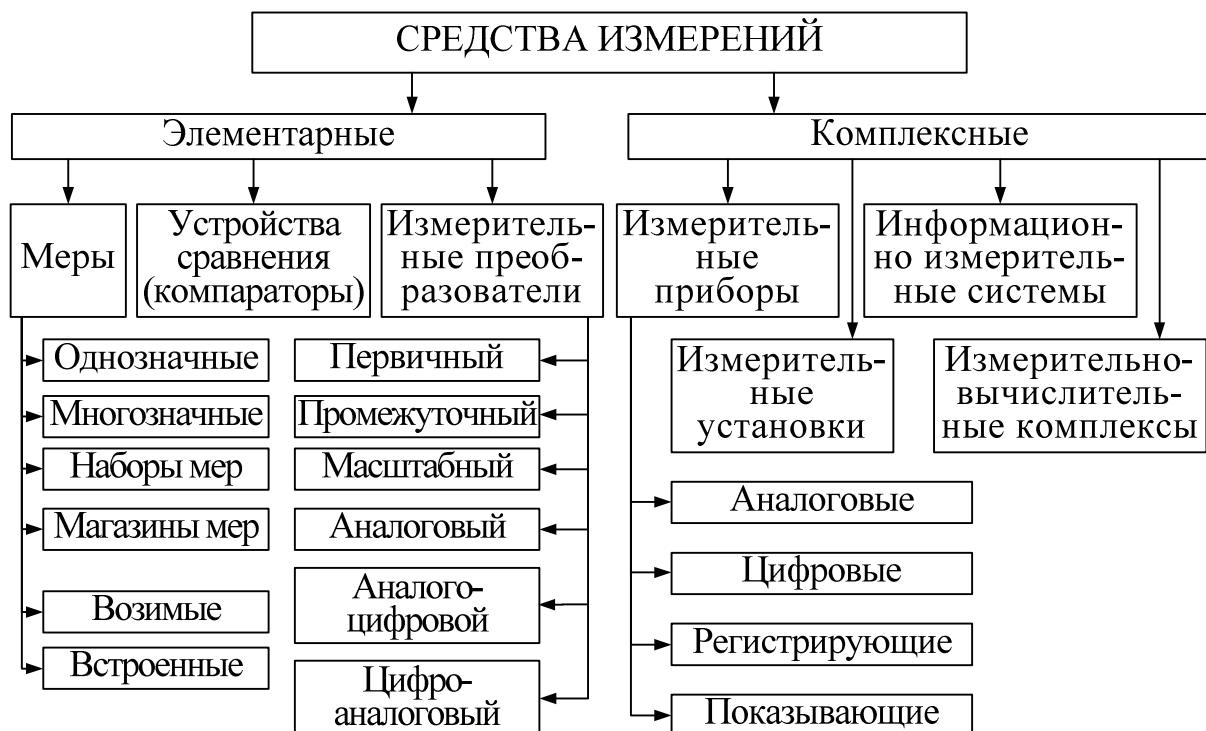 СРЕДСТВА ИЗМЕРЕНИЙ
Элементарные
Комплексные
Меры
Устройства
сравнения
(компараторы)
Измеритель-
ные преоб-
разователи
Измеритель-
ные
приборы
Информацион-
но измеритель-
ные системы
Однозначные
Многозначные
Наборы мер
Магазины мер
Возимые
Встроенные
Первичный
Промежуточный
Масштабный
Аналоговый
Аналого-
цифровой
Цифро-
аналоговый
Измеритель-
ные
установки
Измерительно-
вычислитель-
ные комплексы
Аналоговые
Цифровые
Регистрирующие
Показывающие